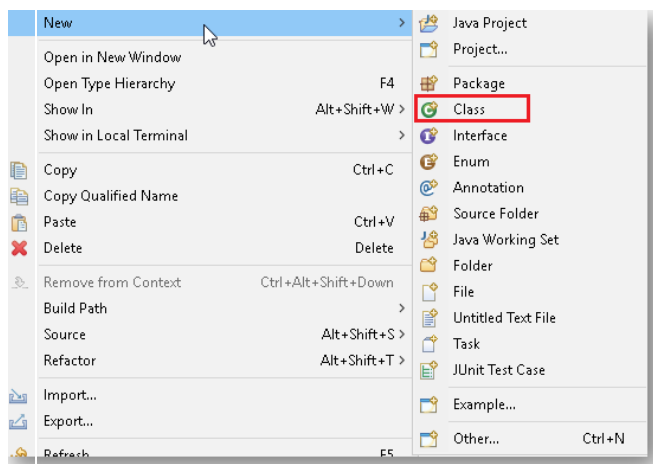 New >
Open in New Window
Open Type Hierarchy F4
Show In Alt+Shift+W >
Show in Local Terminal >
Copy Ctrl+C
Copy Qualified Name
Paste Ctrl+V
Delete Delete
Remove from Context Ctrl+Alt+Shift+Down
Build Path >
Source Alt+Shift+S >
Refactor Alt+Shift+T >
Import...
Export...
Refresh F5
Java Project
Project...
Package
Class
Interface
Enum
Annotation
Source Folder
Java Working Set
Folder
File
Untitled Text File
Task
JUnit Test Case
Example...
Other... Ctrl+N